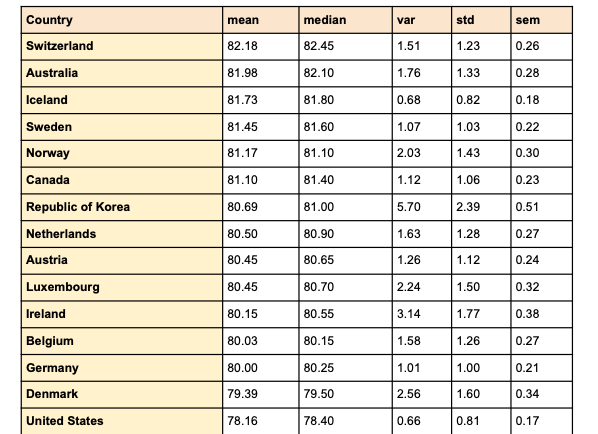 Country mean median var std sem
Switzerland 82.18 82.45 1.51 1.23 0.26
Australia 81.98 82.10 1.76 1.33 0.28
Iceland 81.73 81.80 0.68 0.82 0.18
Sweden 81.45 81.60 1.07 1.03 0.22
Norway 81.17 81.10 2.03 1.43 0.30
Canada 81.10 81.40 1.12 1.06 0.23
Republic of Korea 80.69 81.00 5.70 2.39 0.51
Netherlands 80.50 80.90 1.63 1.28 0.27
Austria 80.45 80.65 1.26 1.12 0.24
Luxembourg 80.45 80.70 2.24 1.50 0.32
Ireland 80.15 80.55 3.14 1.77 0.38
Belgium 80.03 80.15 1.58 1.26 0.27
Germany 80.00 80.25 1.01 1.00 0.21
Denmark 79.39 79.50 2.56 1.60 0.34
United States 78.16 78.40 0.66 0.81 0.17